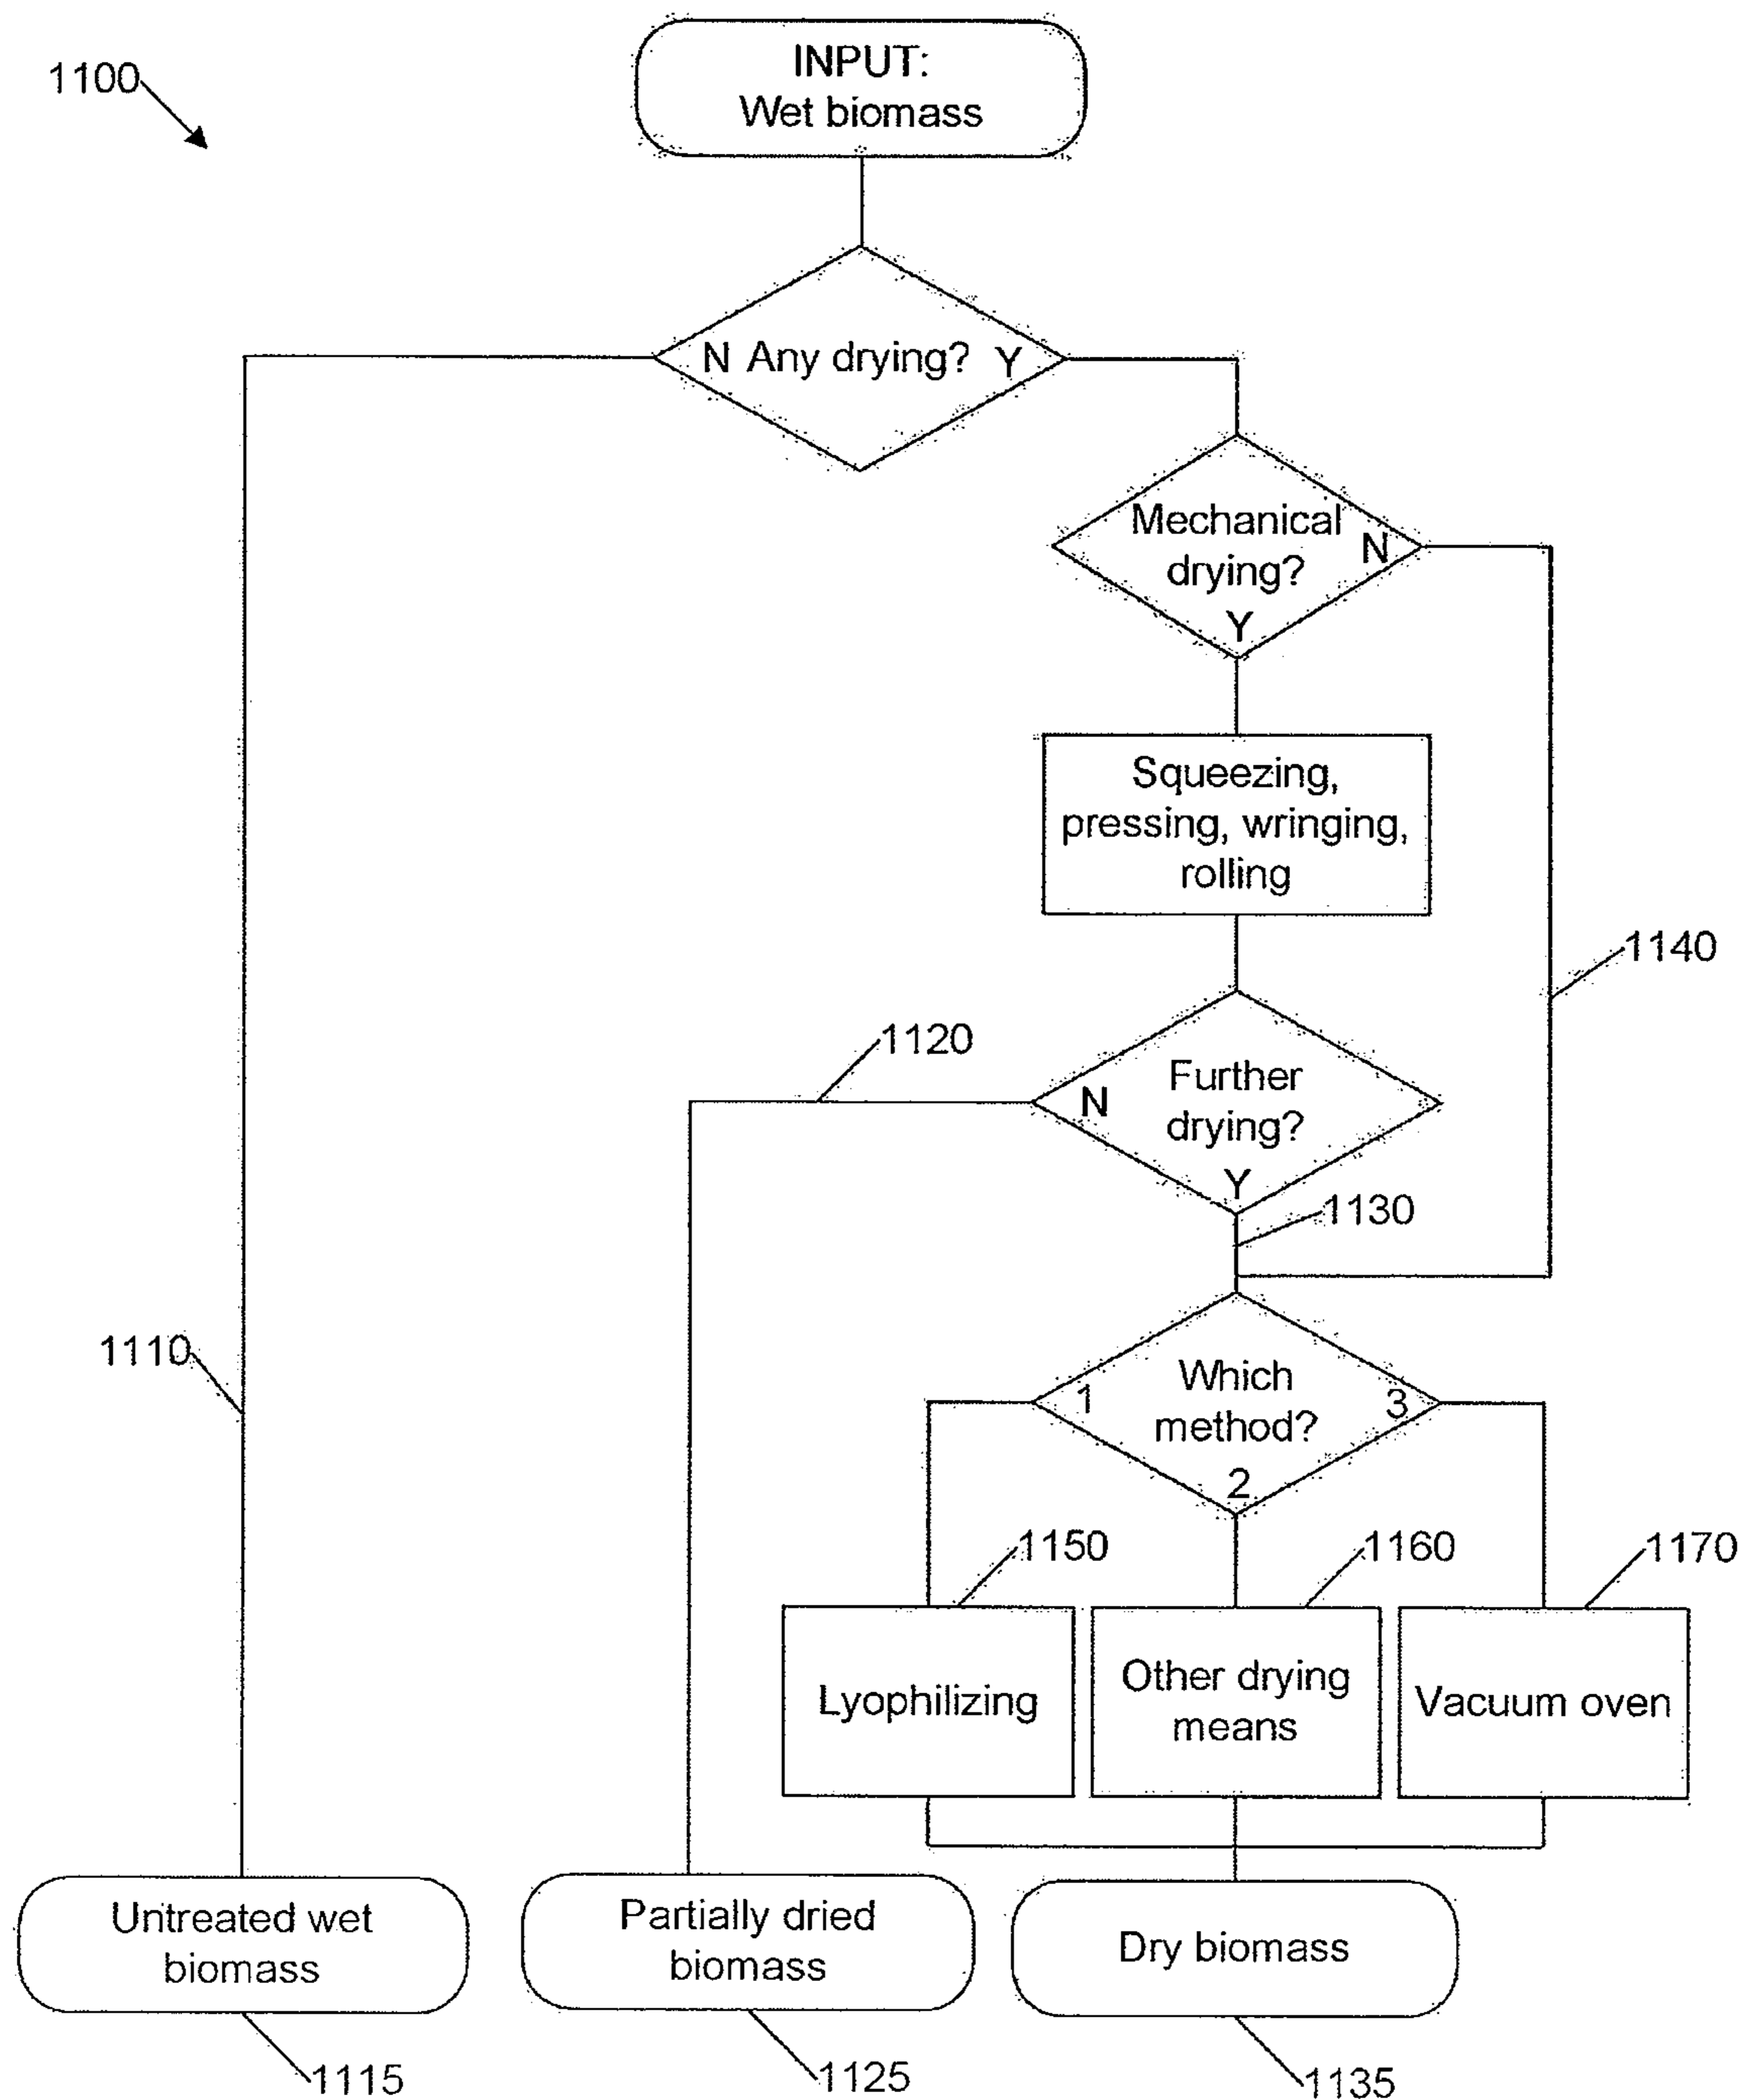 1100
INPUT:
Wet biomass
N Any drying? Y
Mechanical
drying?
N
Y
Squeezing,
pressing, wringing,
rolling
1140
1120
Further
drying?
N
Y
1130
1110
Which
method?
1
3
2
1150
1160
1170
Lyophilizing
Other drying
means
Vacuum oven
Untreated wet
biomass
Partially dried
biomass
Dry biomass
1115
1125
1135